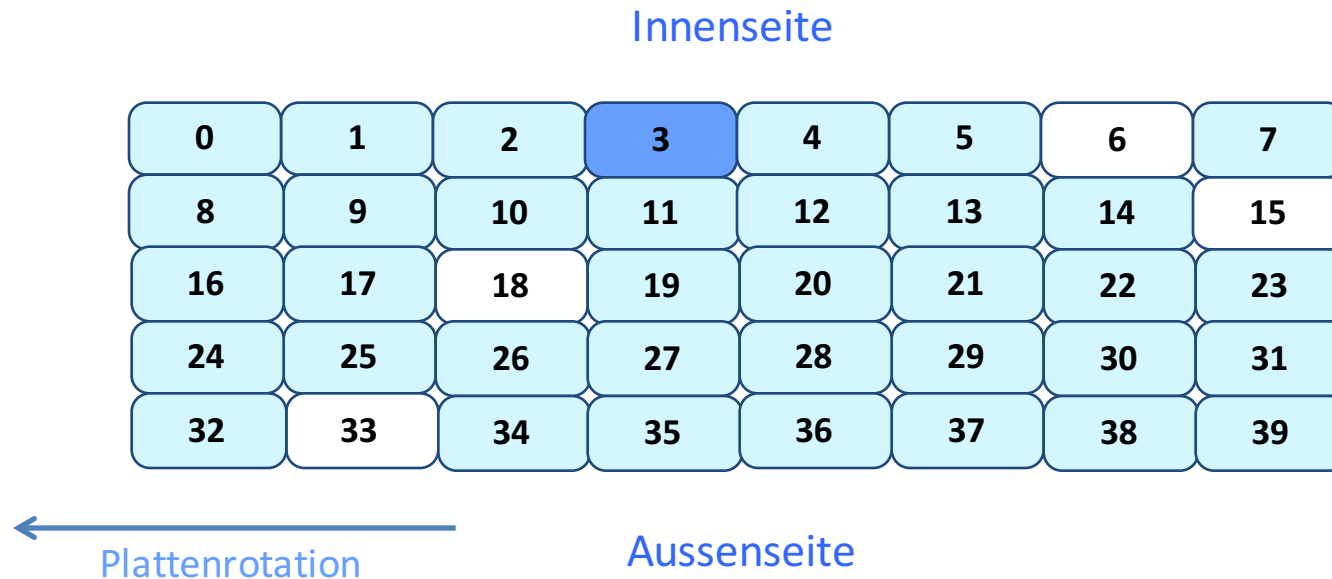 Innenseite
0 1 2 3 4 5 6 7
8 9 10 11 12 13 14 15
16 17 18 19 20 21 22 23
24 25 26 27 28 29 30 31
32 33 34 35 36 37 38 39
Plattenrotation
Aussenseite